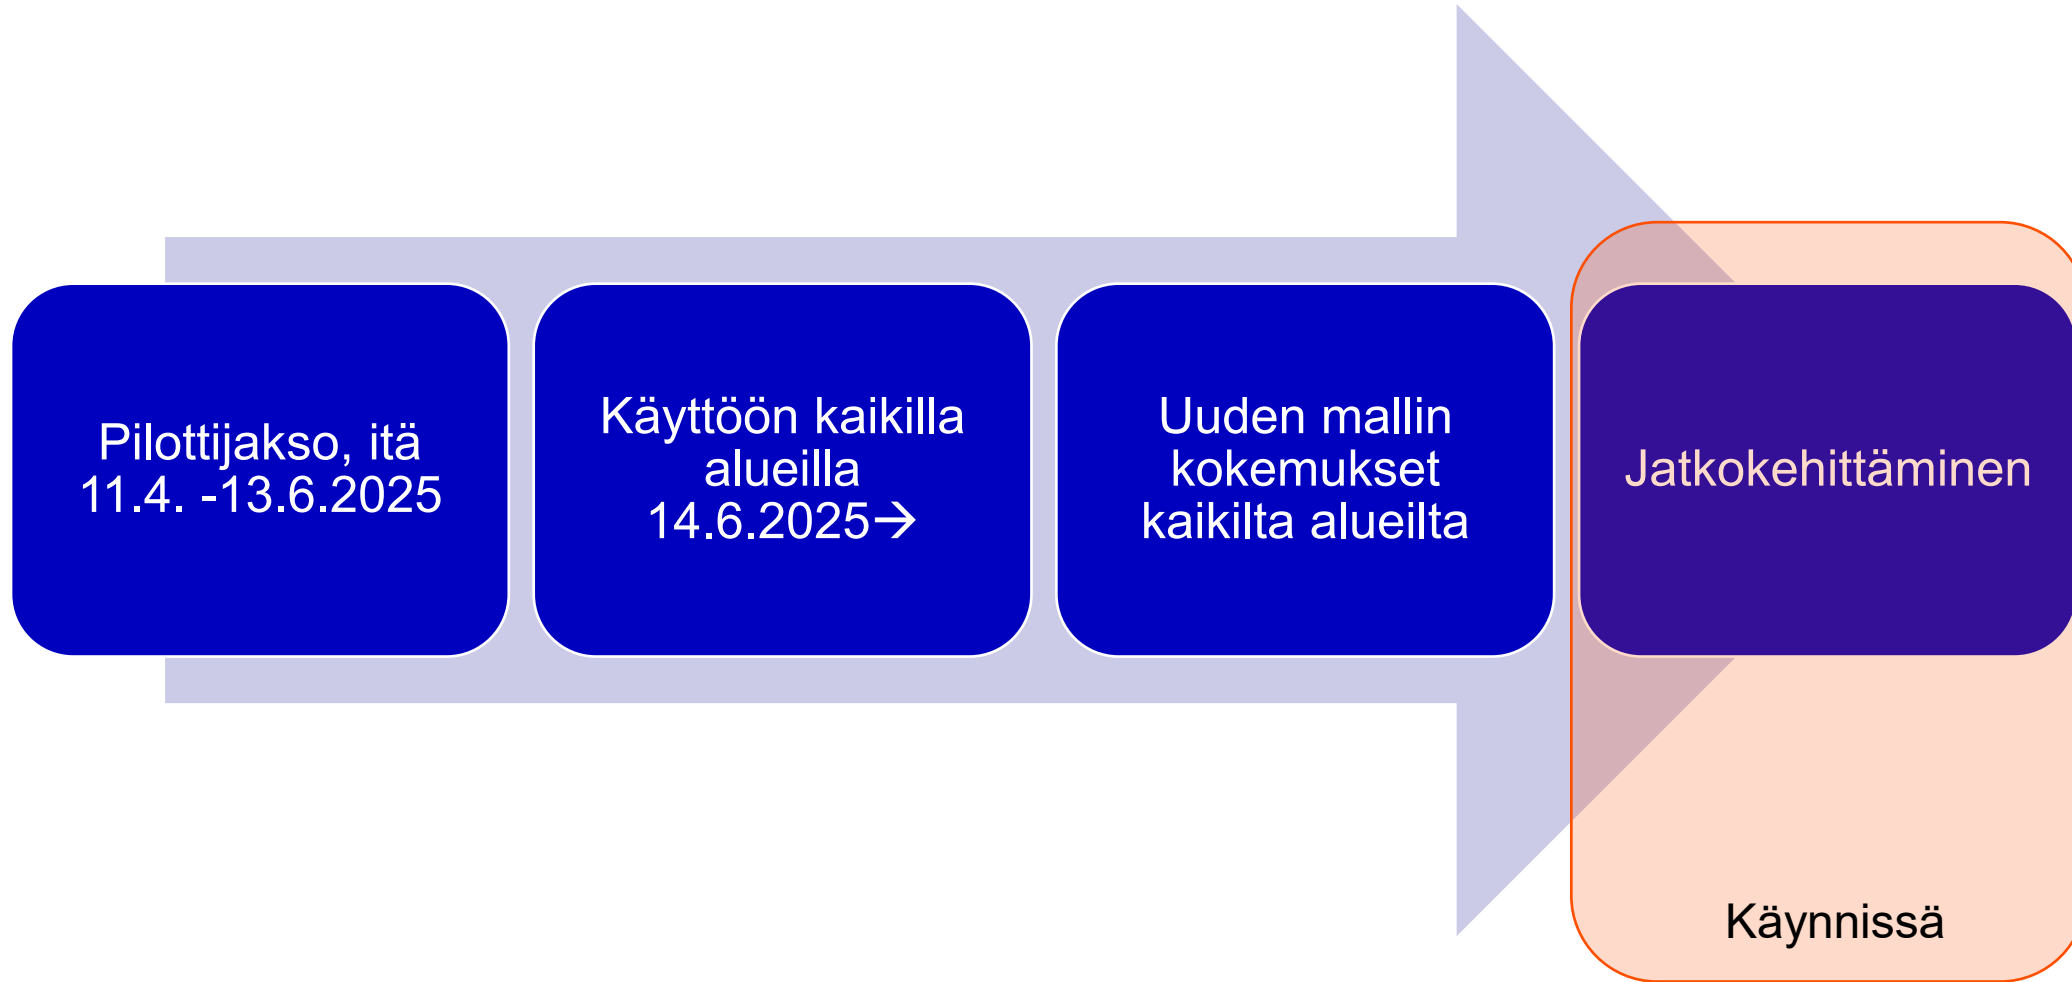 Pilottijakso, itä
11.4. -13.6.2025
Käyttöön kaikilla
alueilla
14.6.2025→
Uuden mallin
kokemukset
kaikilta alueilta
Jatkokehittäminen
Käynnissä